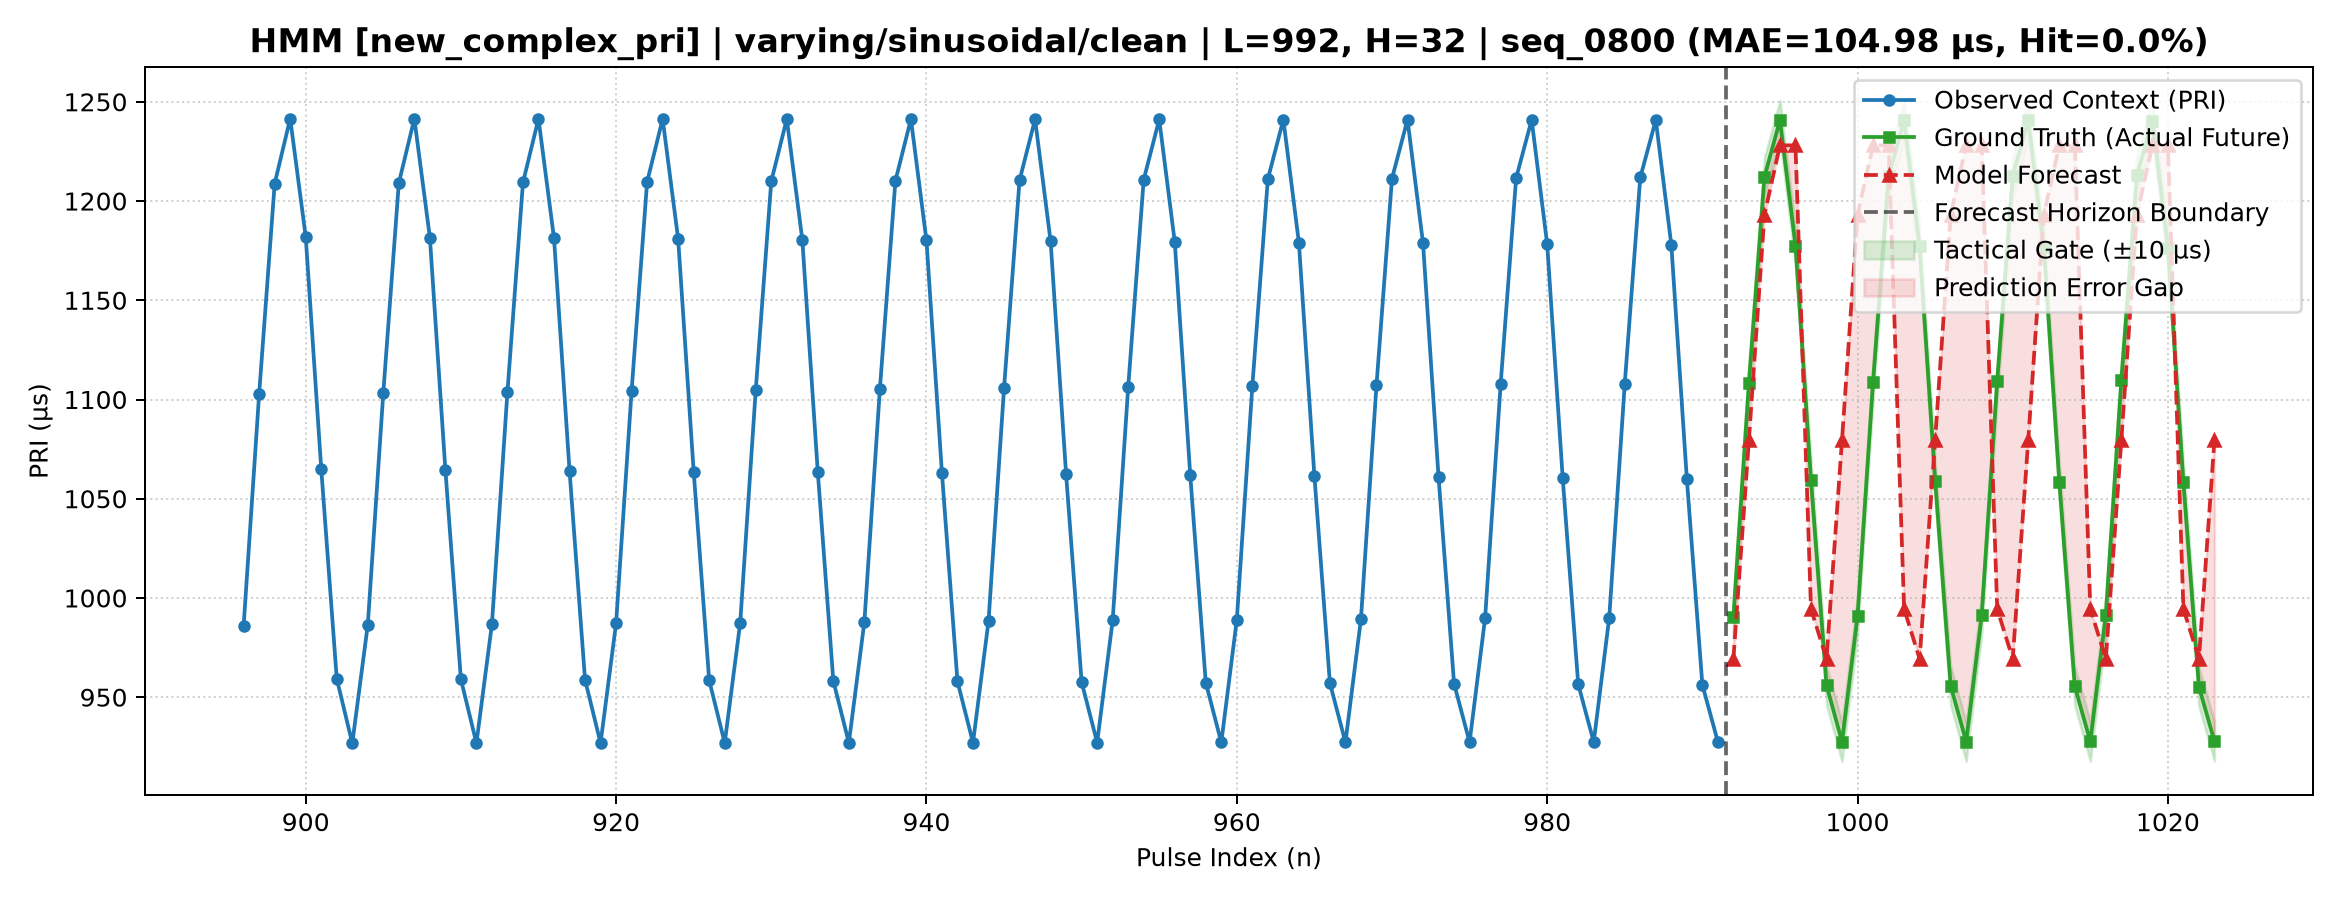 HMM [new_complex_pri] | varying/sinusoidal/clean | L=992, H=32 | seq_0800 (MAE=104.98 μs, Hit=0.0%)
Observed Context (PRI)
Ground Truth (Actual Future)
Model Forecast
Forecast Horizon Boundary
Tactical Gate (±10 μs)
Prediction Error Gap
PRI (μs)
1250
1200
1150
1100
1050
1000
950
900
920
940
960
980
1000
1020
Pulse Index (n)